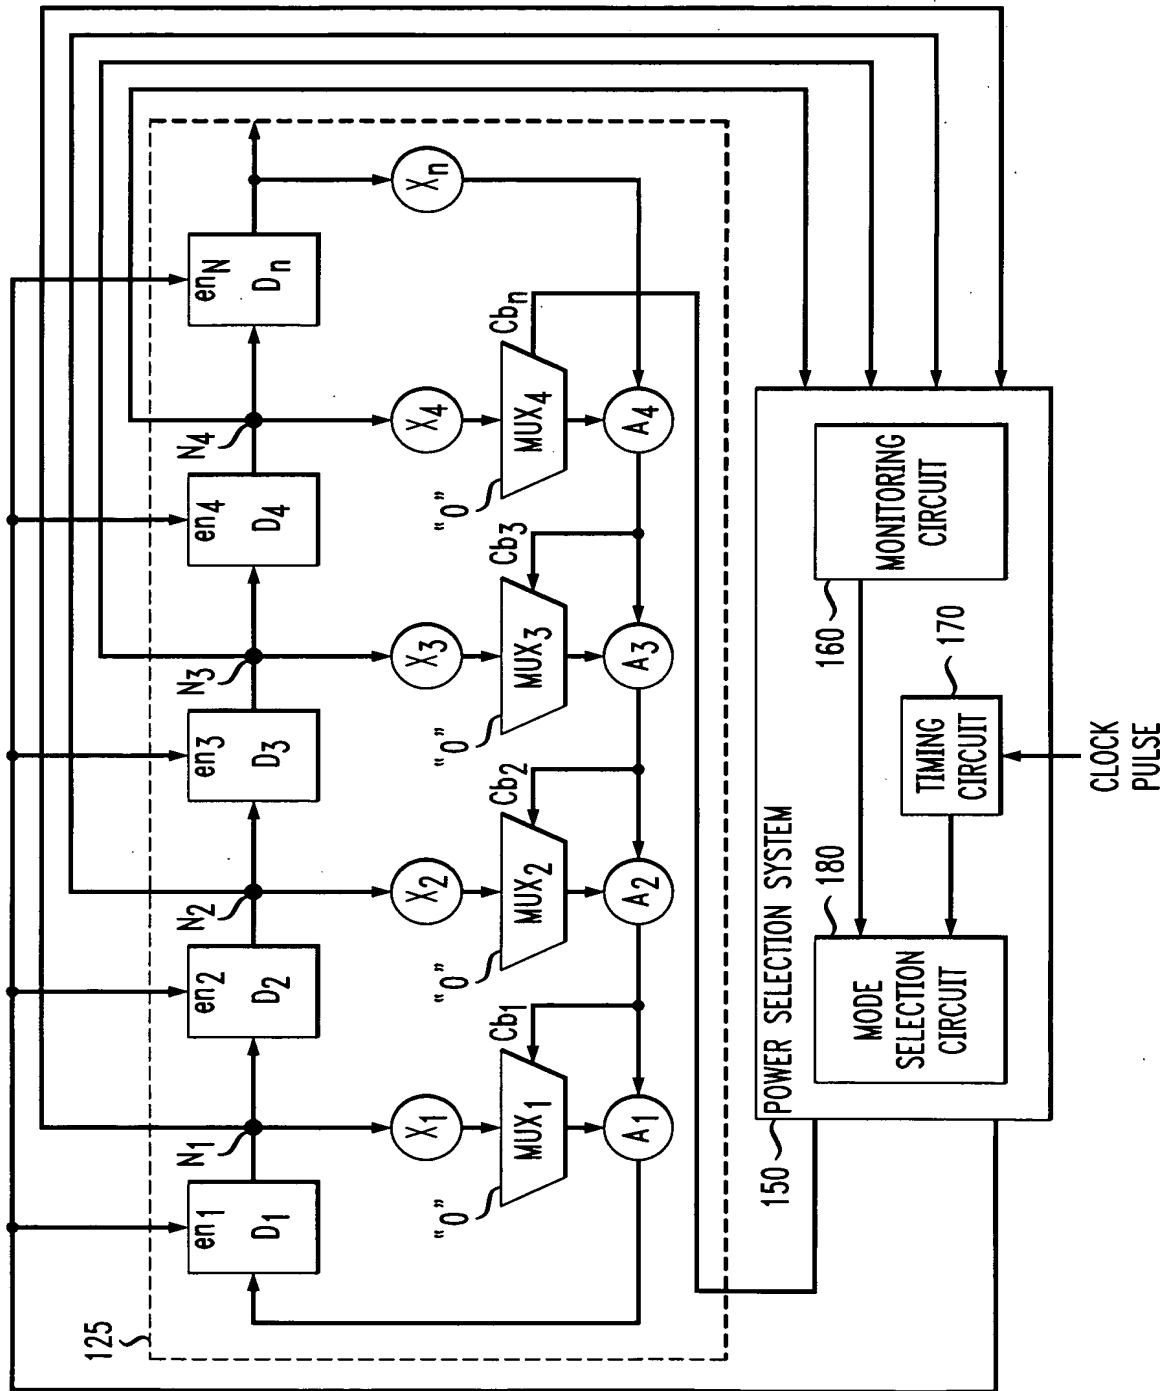 125
en1
D1
en2
D2
en3
D3
en4
D4
enN
Dn
N1
N2
N3
N4
X1
X2
X3
X4
Xn
"0"
MUX1
Cb1
"0"
MUX2
Cb2
"0"
MUX3
Cb3
"0"
MUX4
Cbn
A1
A2
A3
A4
150
POWER SELECTION SYSTEM
MODE
SELECTION
CIRCUIT
180
TIMING
CIRCUIT
170
MONITORING
CIRCUIT
160
CLOCK
PULSE